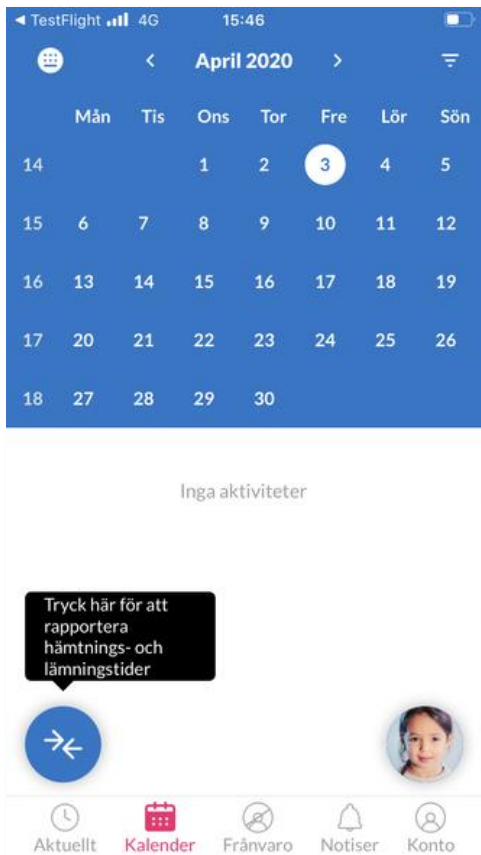 TestFlight 4G 15:46
April 2020
Mån Tis Ons Tor Fre Lör Sön
14 1 2 3 4 5
15 6 7 8 9 10 11 12
16 13 14 15 16 17 18 19
17 20 21 22 23 24 25 26
18 27 28 29 30
Inga aktiviteter
Tryck här för att
rapportera
hämtnings- och
lämningstider
Aktuellt Kalender Frånvaro Notiser Konto